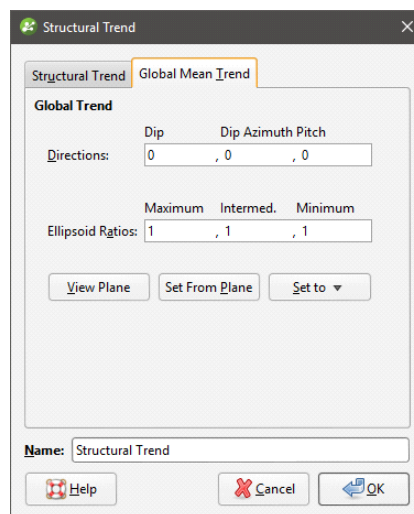 Structural Trend
Structural Trend Global Mean Trend
Global Trend
Dip Dip Azimuth Pitch
Directions: 0 , 0 , 0
Maximum Intermed. Minimum
Ellipsoid Ratios: 1 , 1 , 1
View Plane Set From Plane Set to
Name: Structural Trend
Help Cancel OK